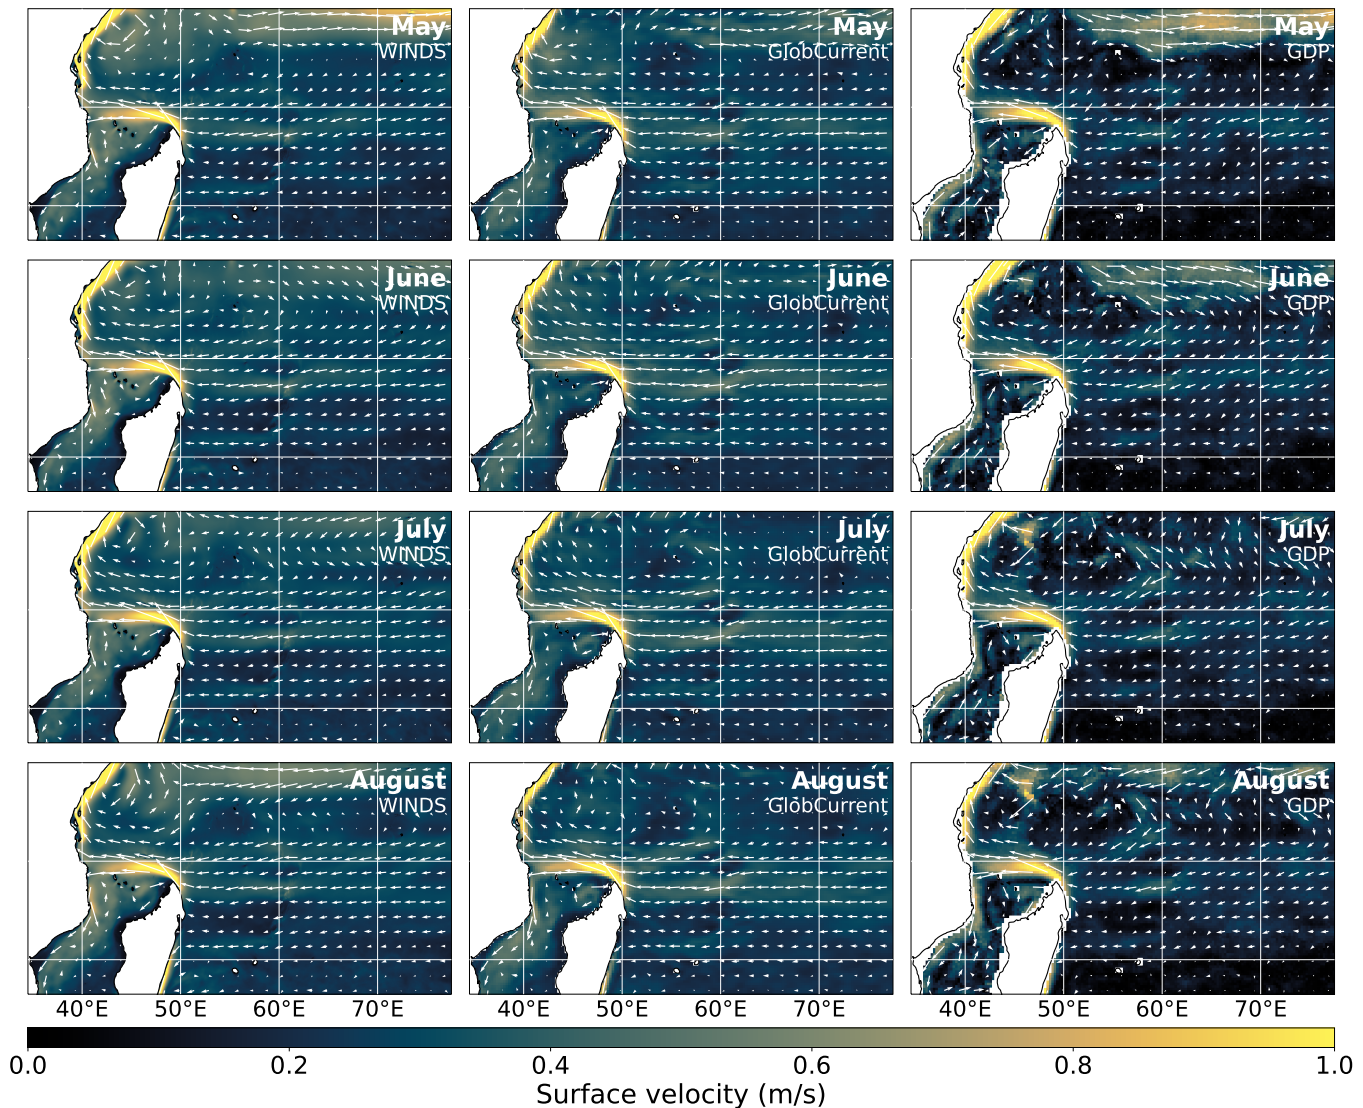 May
WINDS
May
GlobCurrent
May
GDP
June
WINDS
June
GlobCurrent
June
GDP
July
WINDS
July
GlobCurrent
July
GDP
August
WINDS
August
GlobCurrent
August
GDP
40°E 50°E 60°E 70°E 40°E 50°E 60°E 70°E 40°E 50°E 60°E 70°E
0.0 0.2 0.4 0.6 0.8 1.0
Surface velocity (m/s)